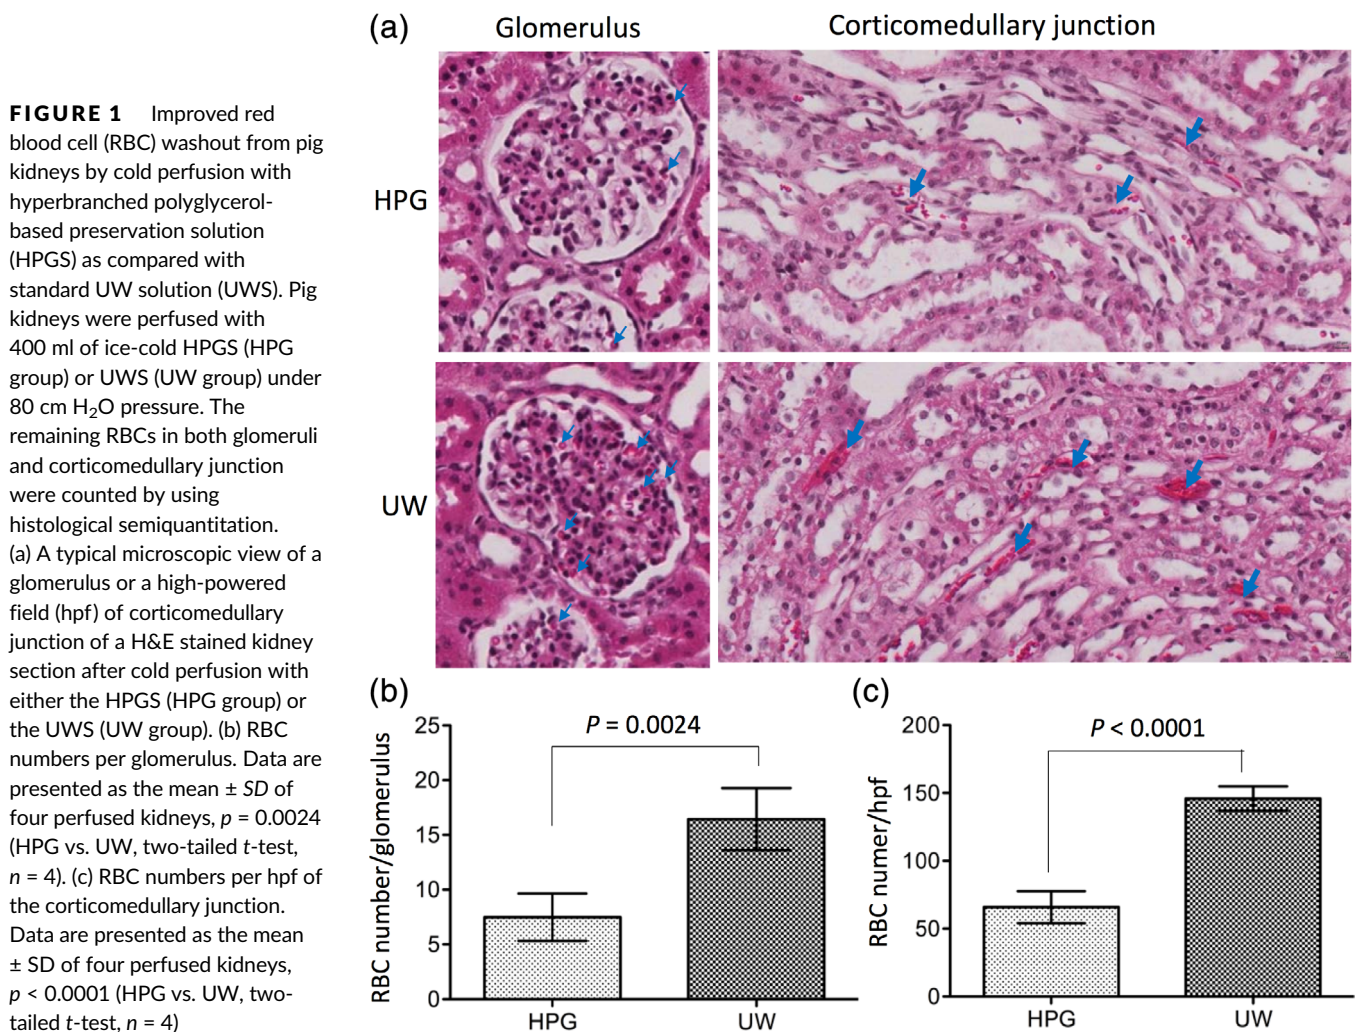 FIGURE 1 Improved red
blood cell (RBC) washout from pig
kidneys by cold perfusion with
hyperbranched polyglycerol-
based preservation solution
(HPGS) as compared with
standard UW solution (UWS). Pig
kidneys were perfused with
400 ml of ice-cold HPGS (HPG
group) or UWS (UW group) under
80 cm H₂O pressure. The
remaining RBCs in both glomeruli
and corticomedullary junction
were counted by using
histological semiquantitation.
(a) A typical microscopic view of a
glomerulus or a high-powered
field (hpf) of corticomedullary
junction of a H&E stained kidney
section after cold perfusion with
either the HPGS (HPG group) or
the UWS (UW group). (b) RBC
numbers per glomerulus. Data are
presented as the mean ± SD of
four perfused kidneys, p = 0.0024
(HPG vs. UW, two-tailed t-test,
n = 4). (c) RBC numbers per hpf of
the corticomedullary junction.
Data are presented as the mean
± SD of four perfused kidneys,
p < 0.0001 (HPG vs. UW, two-
tailed t-test, n = 4)
(a)
Glomerulus
Corticomedullary junction
HPG
UW
(b)
RBC number/glomerulus
25
20
15
10
5
0
P = 0.0024
HPG
UW
(c)
RBC numer/hpf
200
150
100
50
0
P < 0.0001
HPG
UW